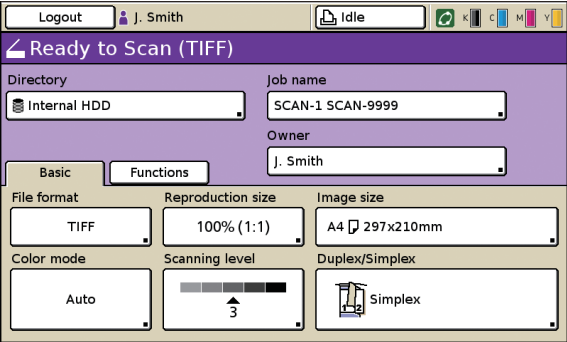 Logout J. Smith Idle K C M Y
Ready to Scan (TIFF)
Directory Job name
Internal HDD SCAN-1 SCAN-9999
Owner
J. Smith
Basic Functions
File format Reproduction size Image size
TIFF 100% (1:1) A4 297x210mm
Color mode Scanning level Duplex/Simplex
Auto 3 1 2 Simplex